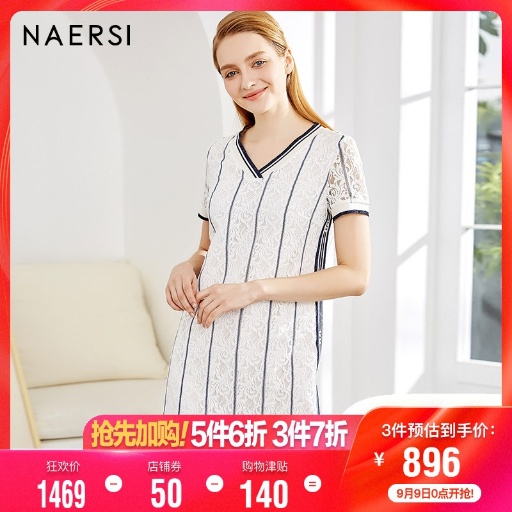 NAERSI
抢先加购! 5件6折 3件7折
狂欢价 店铺券 购物津贴
1469 - 50 - 140 =
3件预估到手价:
¥ 896
9月9日0点开抢!